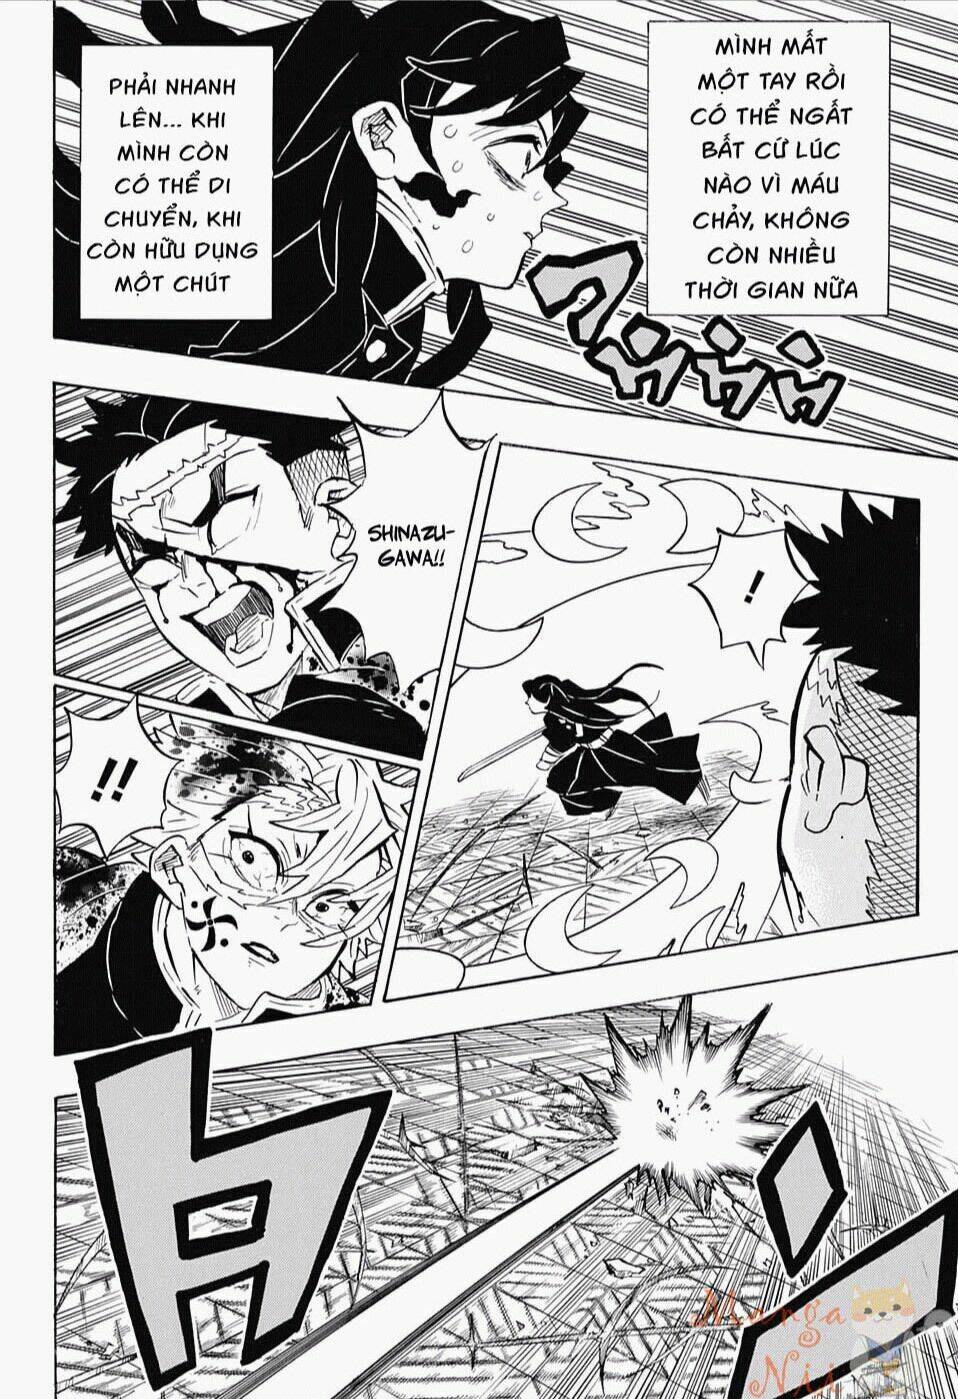 MÌNH MẤT
MỘT TAY RỒI
CÓ THỂ NGẤT
BẤT CỨ LÚC
NÀO VÌ MÁU
CHẢY, KHÔNG
CÒN NHIỀU
THỜI GIAN NỮA
PHẢI NHANH
LÊN... KHI
MÌNH CÒN
CÓ THỂ DI
CHUYỂN, KHI
CÒN HỮU DỤNG
MỘT CHÚT
!
SHINAZU-
GAWA!!
!!
Manga